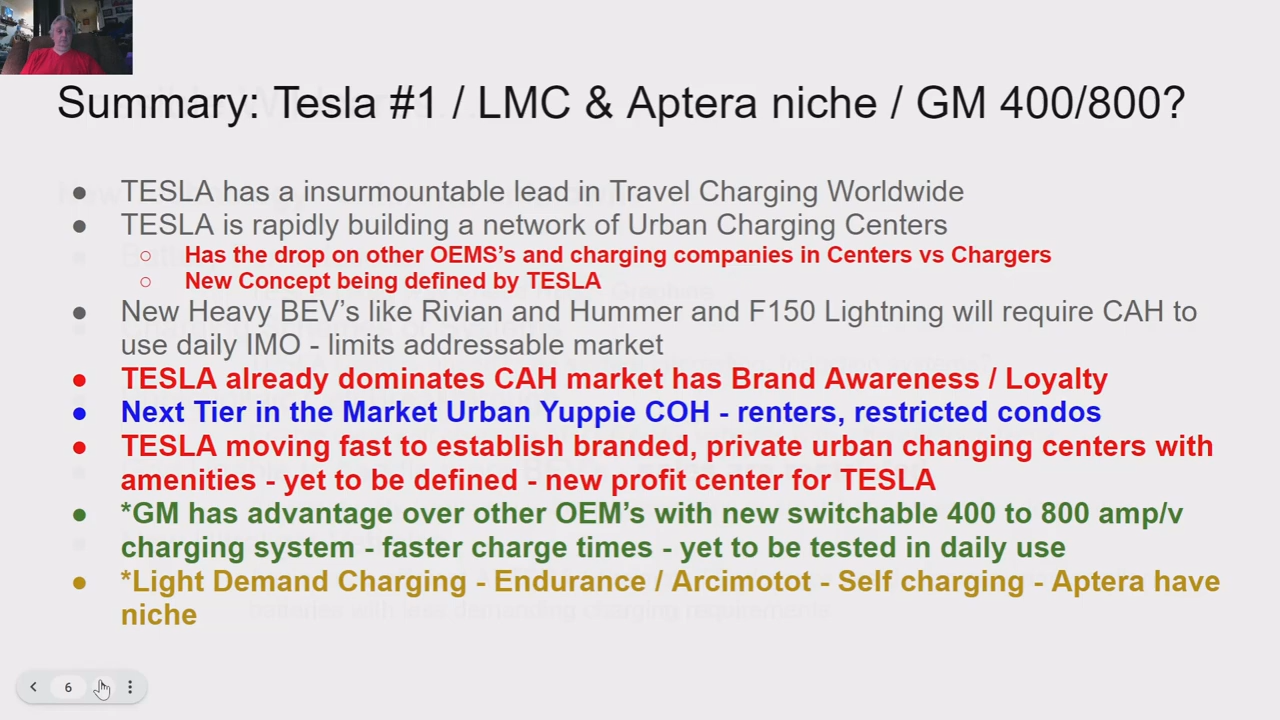 Summary: Tesla #1 / LMC & Aptera niche / GM 400/800?
● TESLA has a insurmountable lead in Travel Charging Worldwide
● TESLA is rapidly building a network of Urban Charging Centers
○ Has the drop on other OEMS's and charging companies in Centers vs Chargers
○ New Concept being defined by TESLA
● New Heavy BEV's like Rivian and Hummer and F150 Lightning will require CAH to
use daily IMO - limits addressable market
● TESLA already dominates CAH market has Brand Awareness / Loyalty
● Next Tier in the Market Urban Yuppie COH - renters, restricted condos
● TESLA moving fast to establish branded, private urban changing centers with
amenities - yet to be defined - new profit center for TESLA
● *GM has advantage over other OEM's with new switchable 400 to 800 amp/v
charging system - faster charge times - yet to be tested in daily use
● *Light Demand Charging - Endurance / Arcimotot - Self charging - Aptera have
niche
batteries with less demanding charging requirements
6